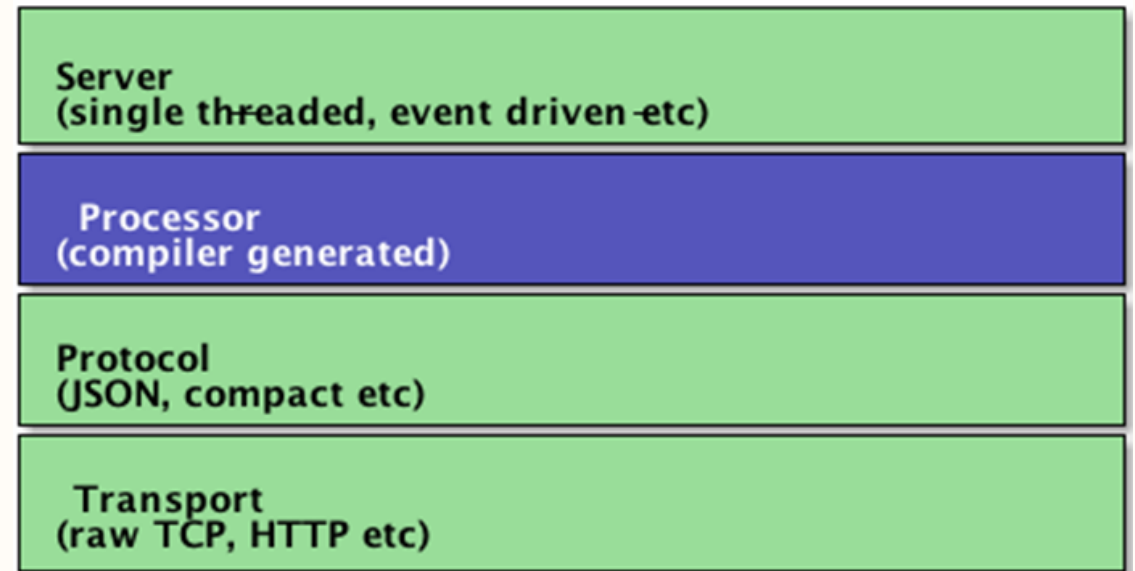 Server
(single threaded, event driven etc)
Processor
(compiler generated)
Protocol
(JSON, compact etc)
Transport
(raw TCP, HTTP etc)